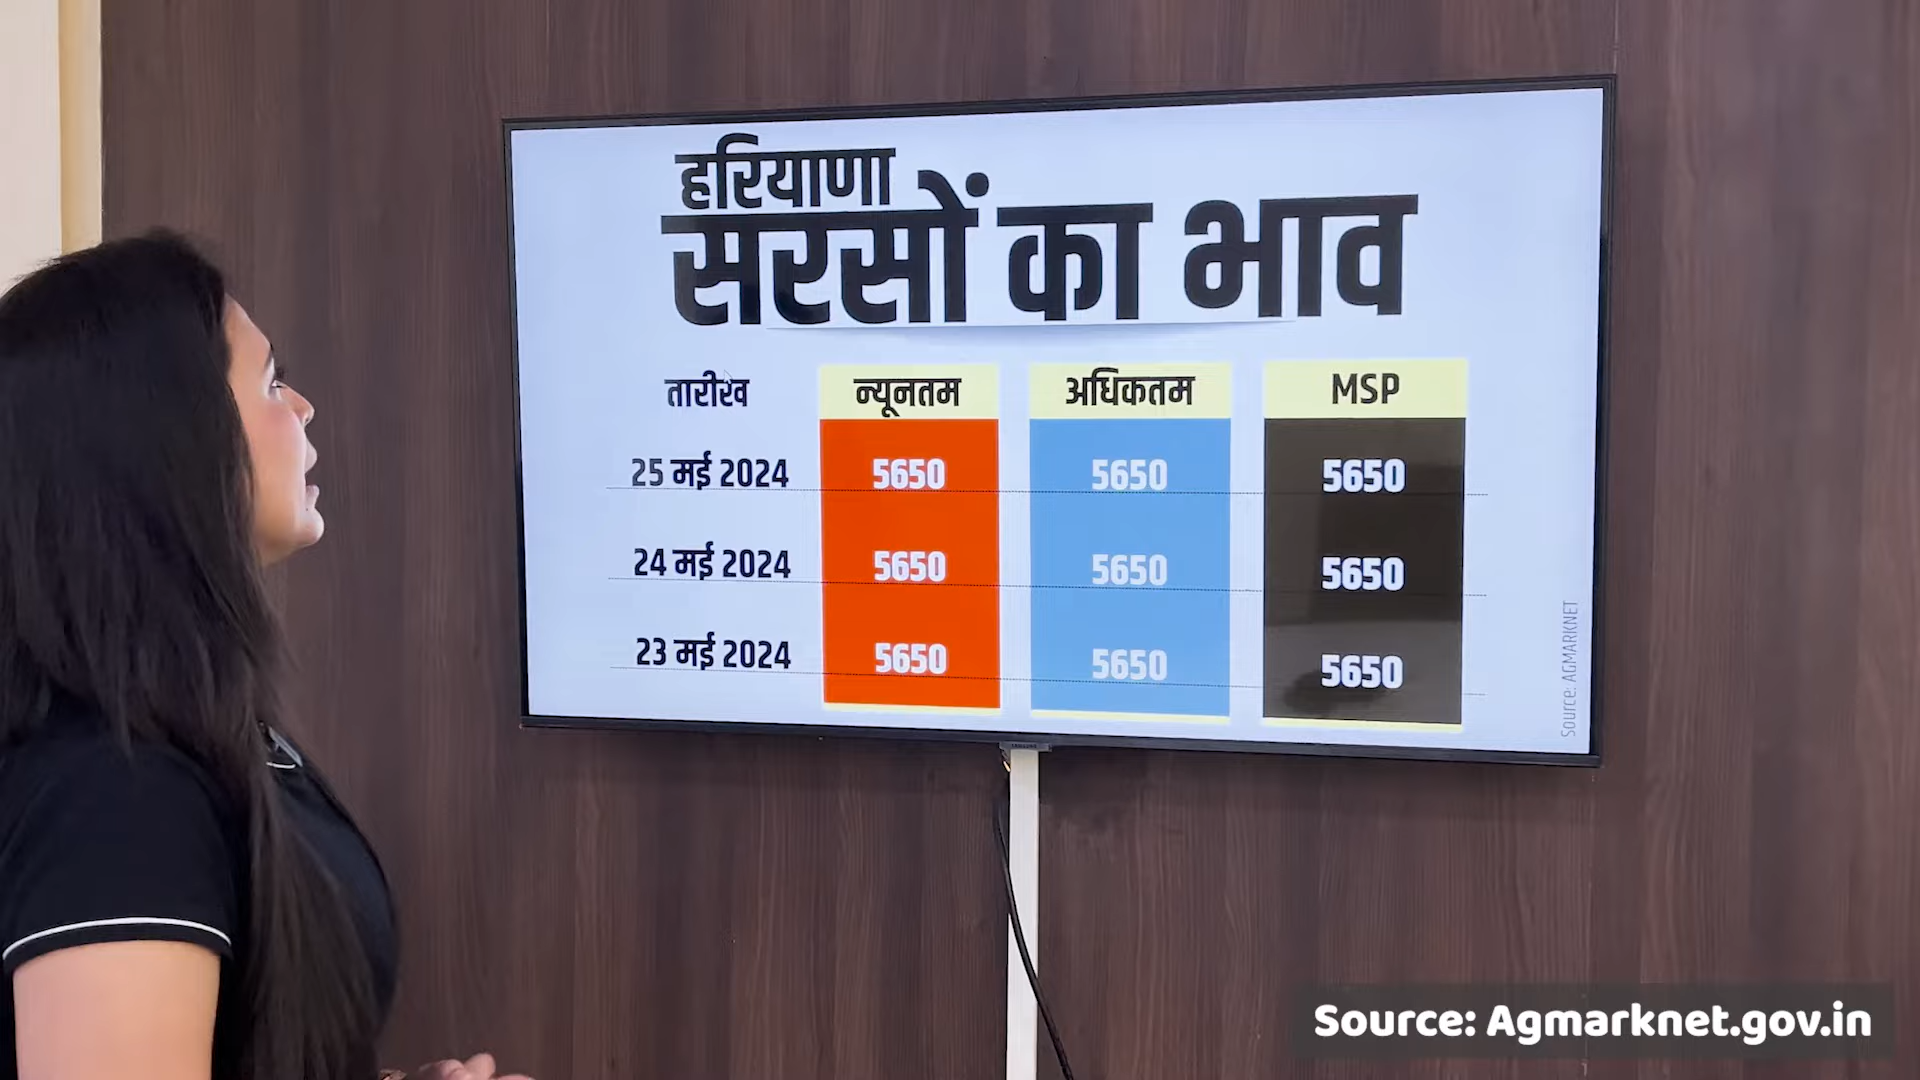 हरियाणा
सरसों का भाव
तारीख न्यूनतम अधिकतम MSP
25 मई 2024 5650 5650 5650
24 मई 2024 5650 5650 5650
23 मई 2024 5650 5650 5650
Source: AGMARKNET
Source: Agmarknet.gov.in